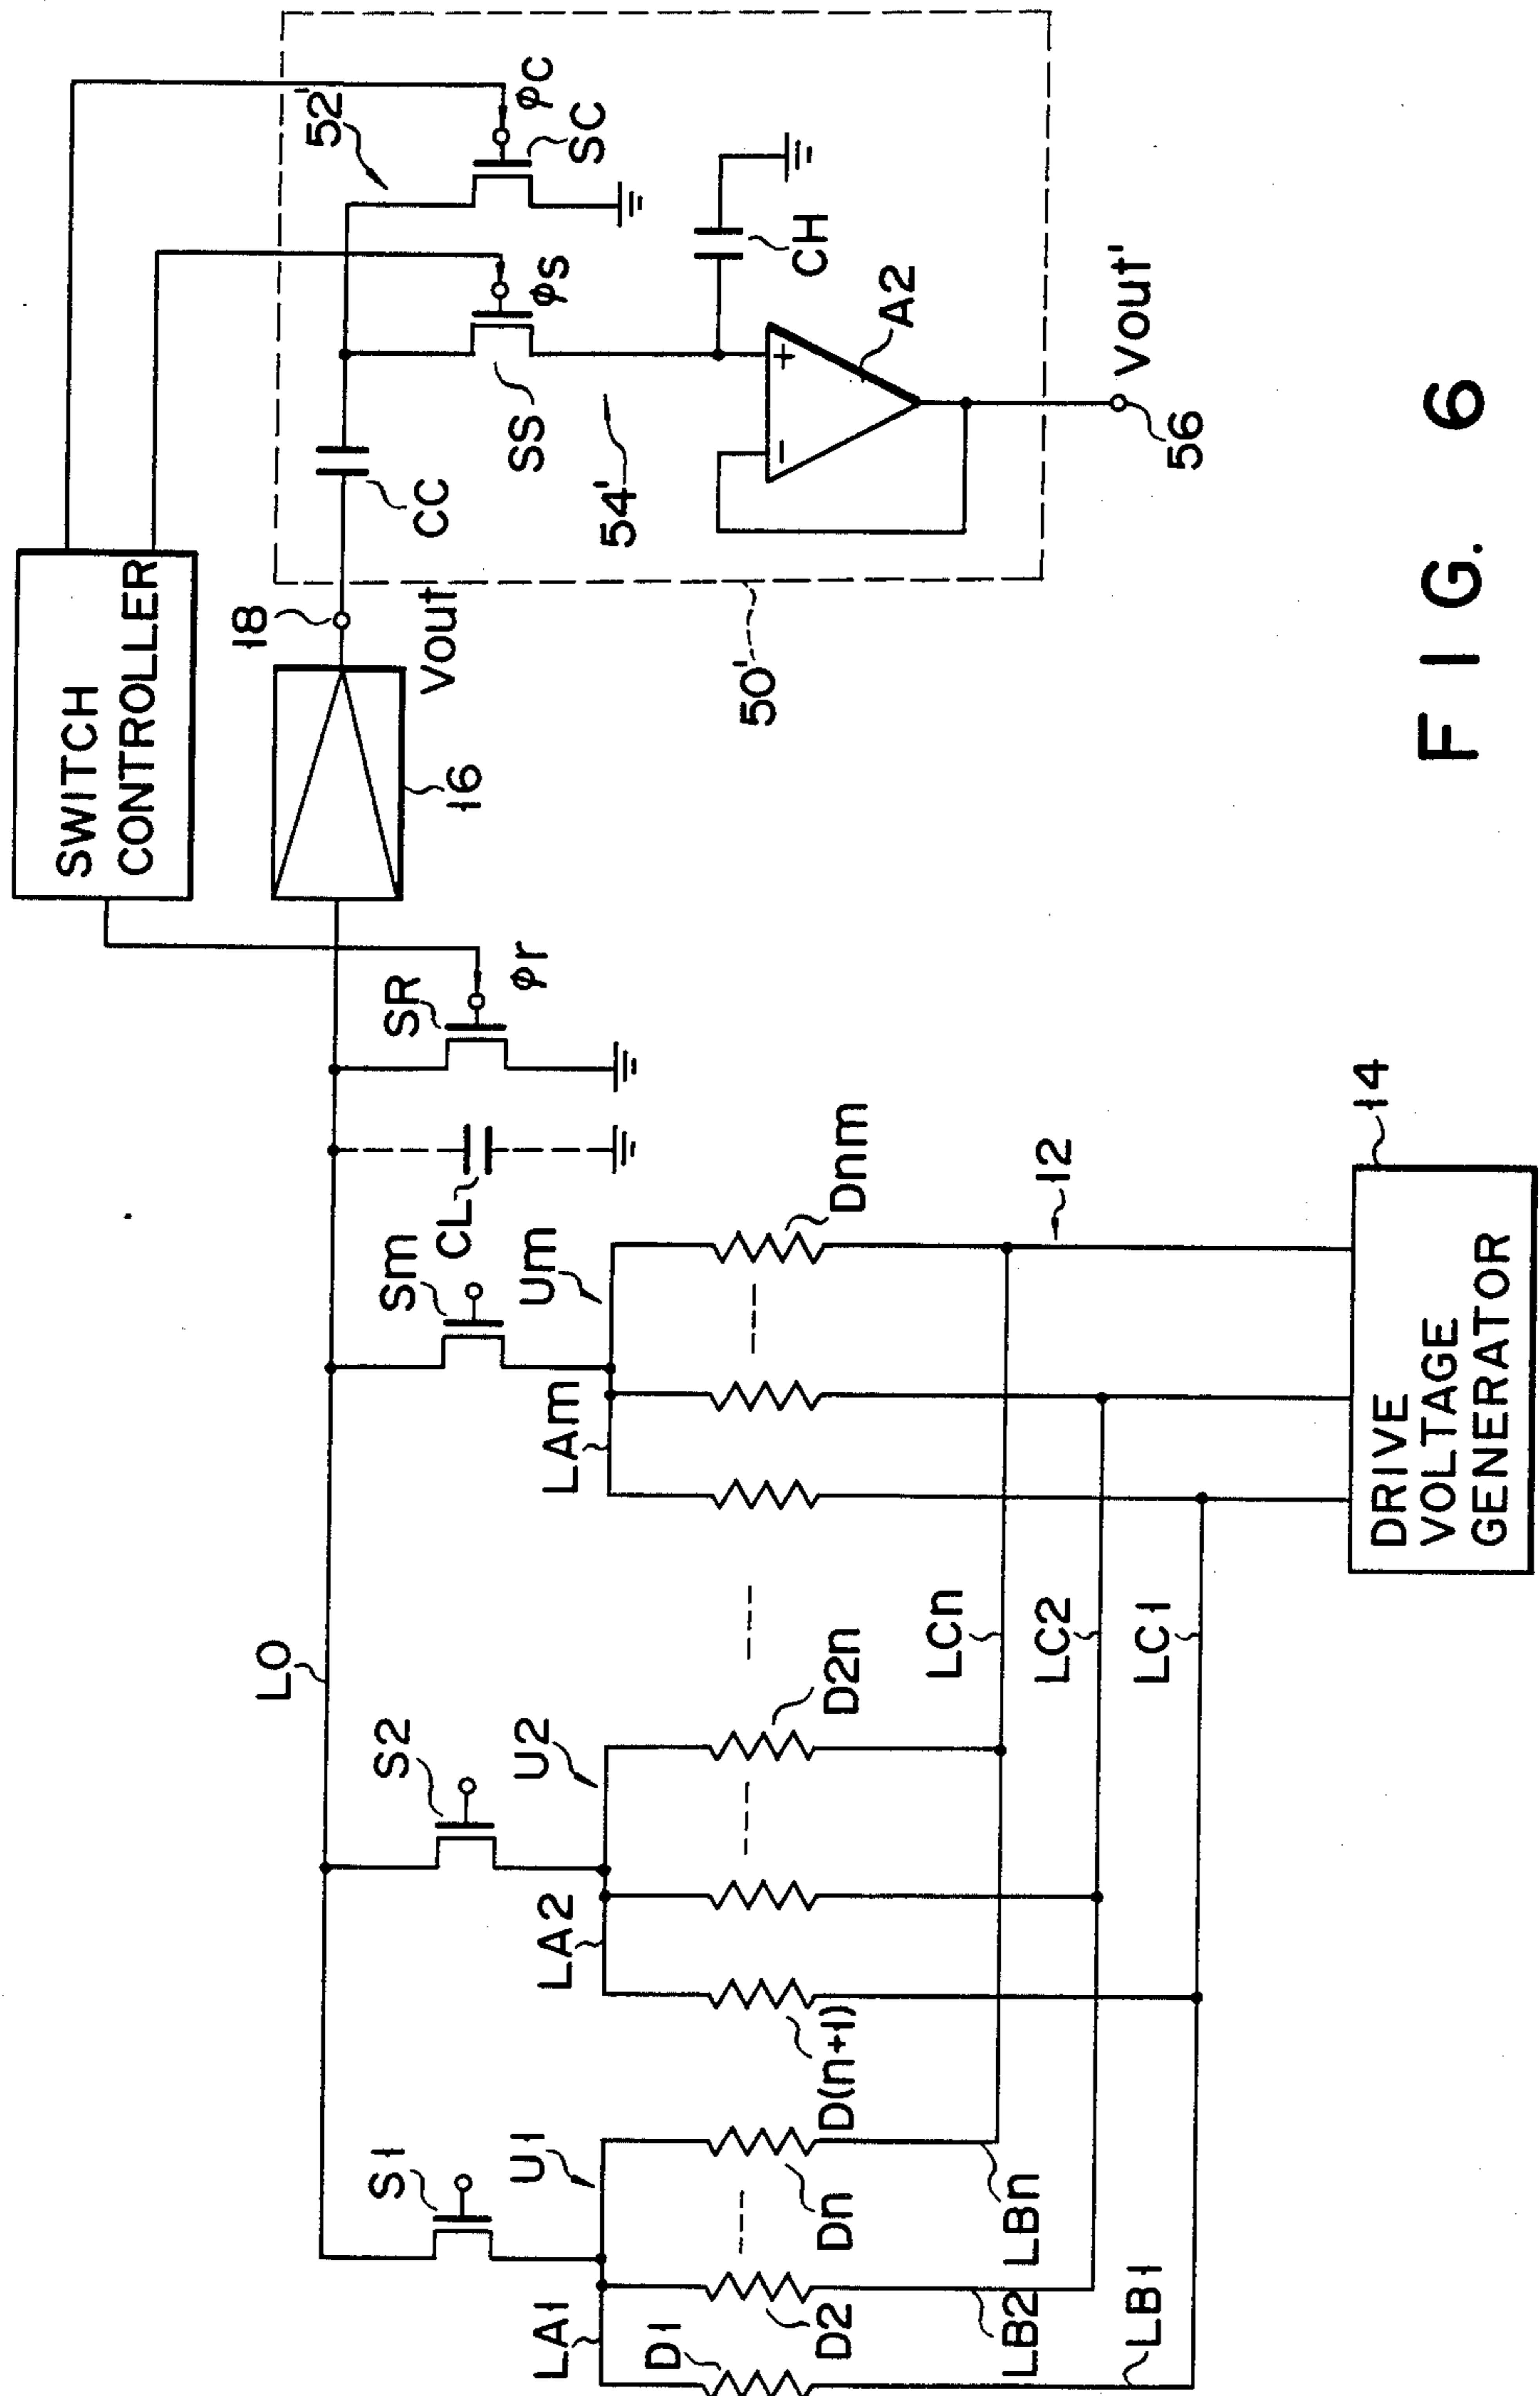 SWITCH
CONTROLLER
52'
φC
SC
φs
SS
CH
A2
54'
CC
18
Vout
50'
Vout'
56
16
φr
SR
CL
Sm
Um
LAm
Dnm
12
14
DRIVE
VOLTAGE
GENERATOR
LO
S2
U2
LA2
D2n
D(n+1)
LCn
LC2
LC1
S1
U1
LA1
D1
D2
Dn
LBn
LB2
LB1
+
−
FIG. 6